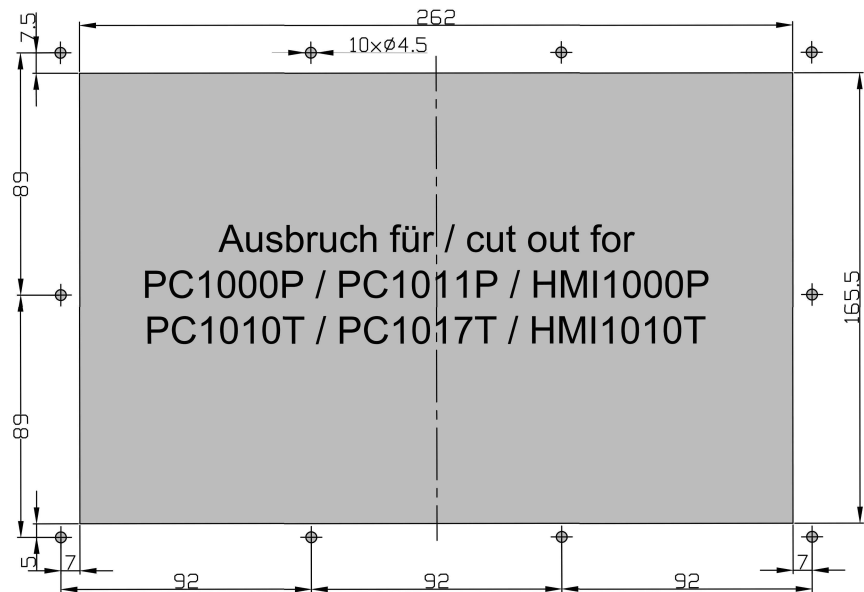 262
7.5
10xø4.5
89
Ausbruch für / cut out for
PC1000P / PC1011P / HMI1000P
PC1010T / PC1017T / HMI1010T
165.5
89
5
7
7
92
92
92